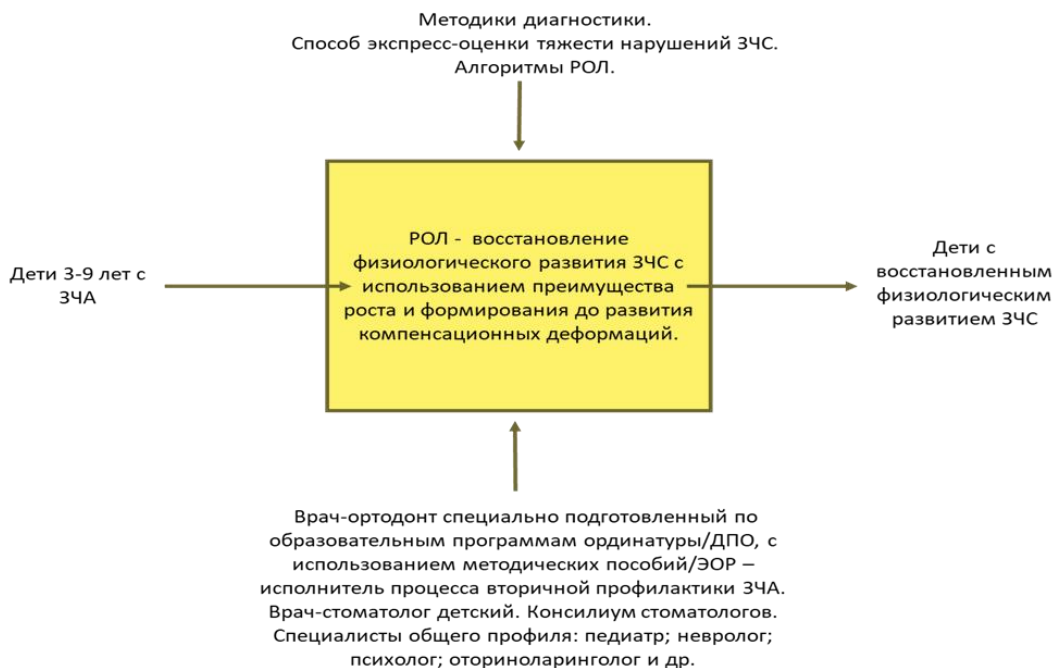 Методики диагностики.
Способ экспресс-оценки тяжести нарушений ЗЧС.
Алгоритмы РОЛ.
Дети 3-9 лет с
ЗЧА
РОЛ - восстановление
физиологического развития ЗЧС с
использованием преимущества
роста и формирования до развития
компенсационных деформаций.
Дети с
восстановленным
физиологическим
развитием ЗЧС
Врач-ортодонт специально подготовленный по
образовательным программам ординатуры/ДПО, с
использованием методических пособий/ЭОР –
исполнитель процесса вторичной профилактики ЗЧА.
Врач-стоматолог детский. Консилиум стоматологов.
Специалисты общего профиля: педиатр; невролог;
психолог; оториноларинголог и др.